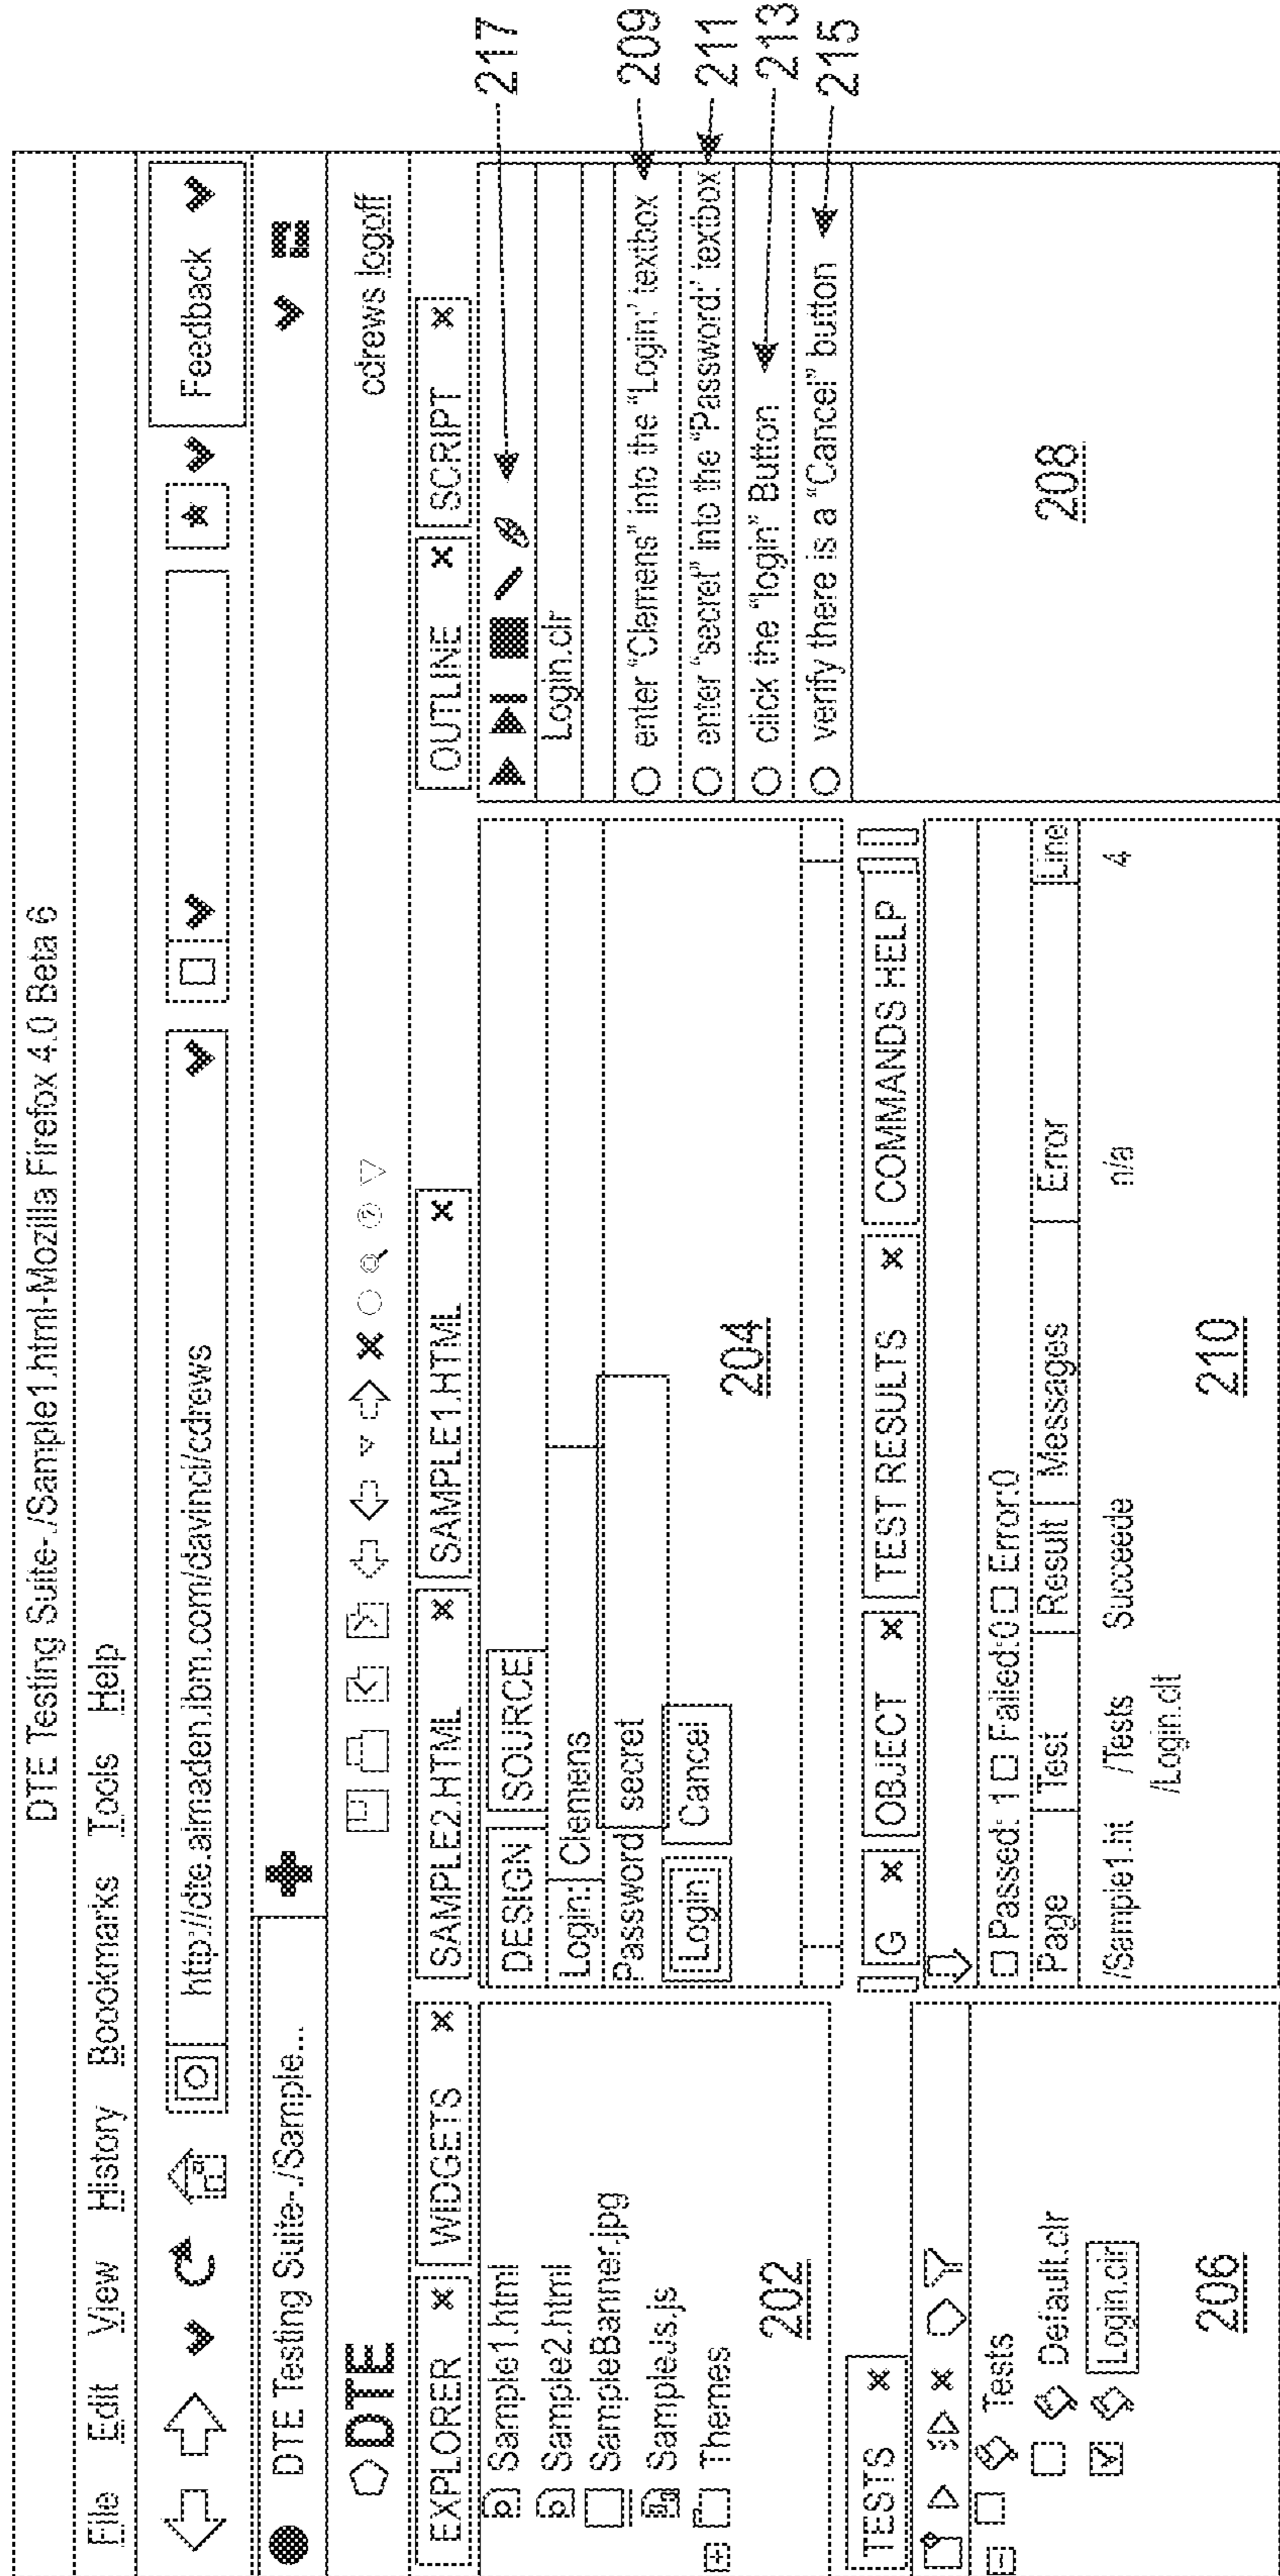 DTE Testing Suite-./Sample1.html-Mozilla Firefox 4.0 Beta 6
File Edit View History Bookmarks Tools Help
http://dte.almaden.ibm.com/davinci/cdrews
Feedback
DTE Testing Suite-./Sample...
DTE
cdrews logoff
EXPLORER x WIDGETS x
Sample1.html
Sample2.html
SampleBanner.jpg
SampleJs.js
Themes
202
TESTS x
Tests
Default.clr
Login.clr
206
SAMPLE2.HTML x SAMPLE1.HTML x
DESIGN SOURCE
Login: Clemens
Password secret
Login Cancel
204
G x OBJECT x TEST RESULTS x COMMANDS HELP
Passed: 1 Failed:0 Error:0
Page Test Result Messages Error Line
/Sample1.ht /Tests Succeede n/a 4
/Login.clt
210
OUTLINE x SCRIPT x
217
Login.clr
enter "Clemens" into the "Login:' textbox 209
enter "secret" into the "Password:' textbox 211
click the "login" Button 213
verify there is a "Cancel" button 215
208